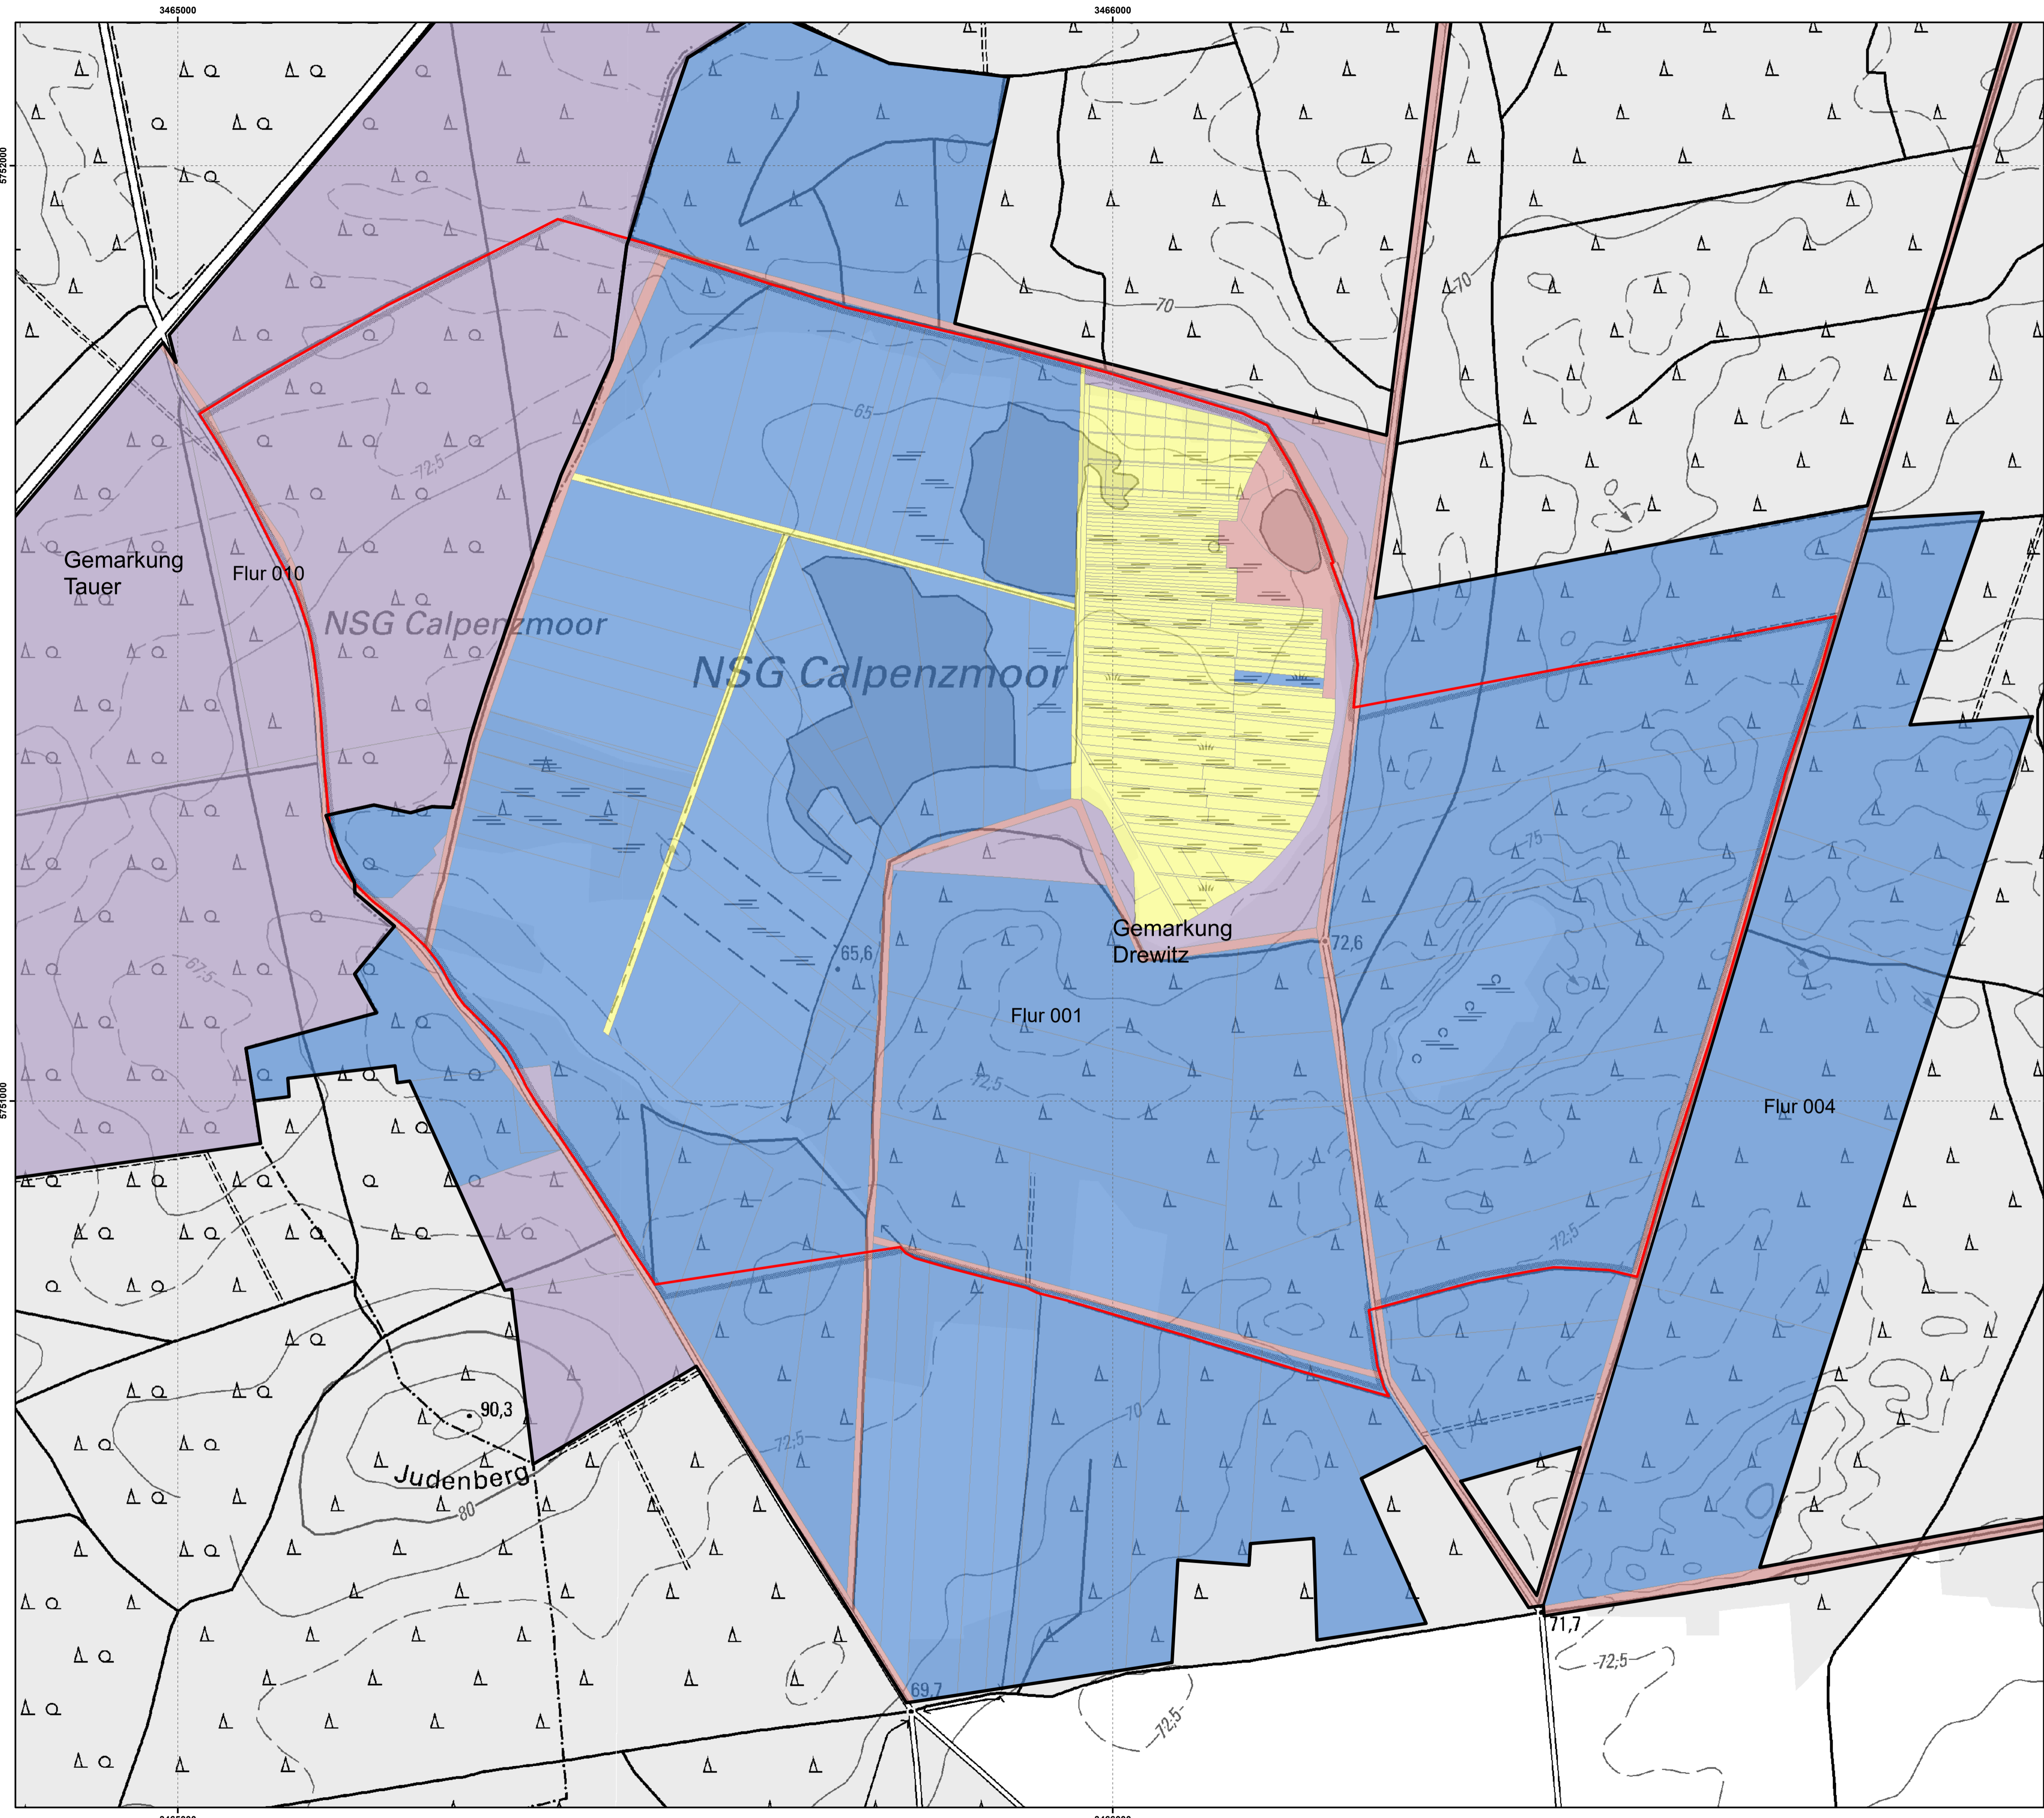 3465000
3466000
5752000
70
70
65
72,5
Gemarkung
Tauer
Flur 010
NSG Calpenzmoor
NSG Calpenzmoor
75
Gemarkung
Drewitz
72,6
65,6
67,5
Flur 001
72,5
5751000
Flur 004
72,5
90,3
70
72,5
Judenberg
80
71,7
72,5
69,7
72,5